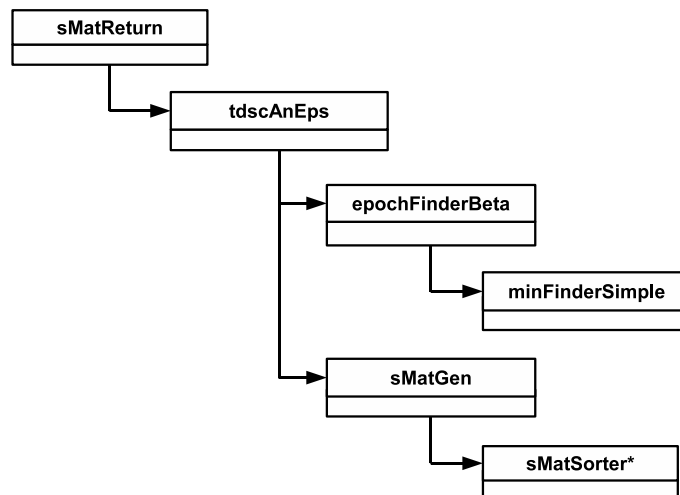 sMatReturn
tdscAnEps
epochFinderBeta
minFinderSimple
sMatGen
sMatSorter*